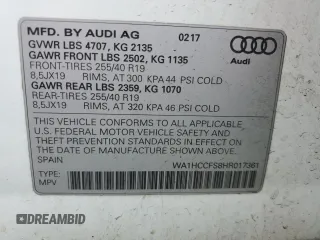 MFD. BY AUDI AG 02\17
GVWR LBS 4707, KG 2135
GAWR FRONT LBS 2502, KG 1135
FRONT-TIRES 255/40 R19
8,5JX19 RIMS, AT 300 KPA 44 PSI COLD
GAWR REAR LBS 2359, KG 1070
REAR-TIRES 255/40 R19
8,5JX19 RIMS, AT 320 KPA 46 PSI COLD
Audi
THIS VEHICLE CONFORMS TO ALL APPLICABLE
FEDERAL MOTOR VEHICLE SAFETY AND
THEFT PREVENTION STANDARDS IN EFFECT ON
THE DATE OF MANUFACTURE SHOWN ABOVE.
SPAIN
WA1HCCFS8HR017361
TYPE:
MPV
© DREAMBID
DREAMBID.COM